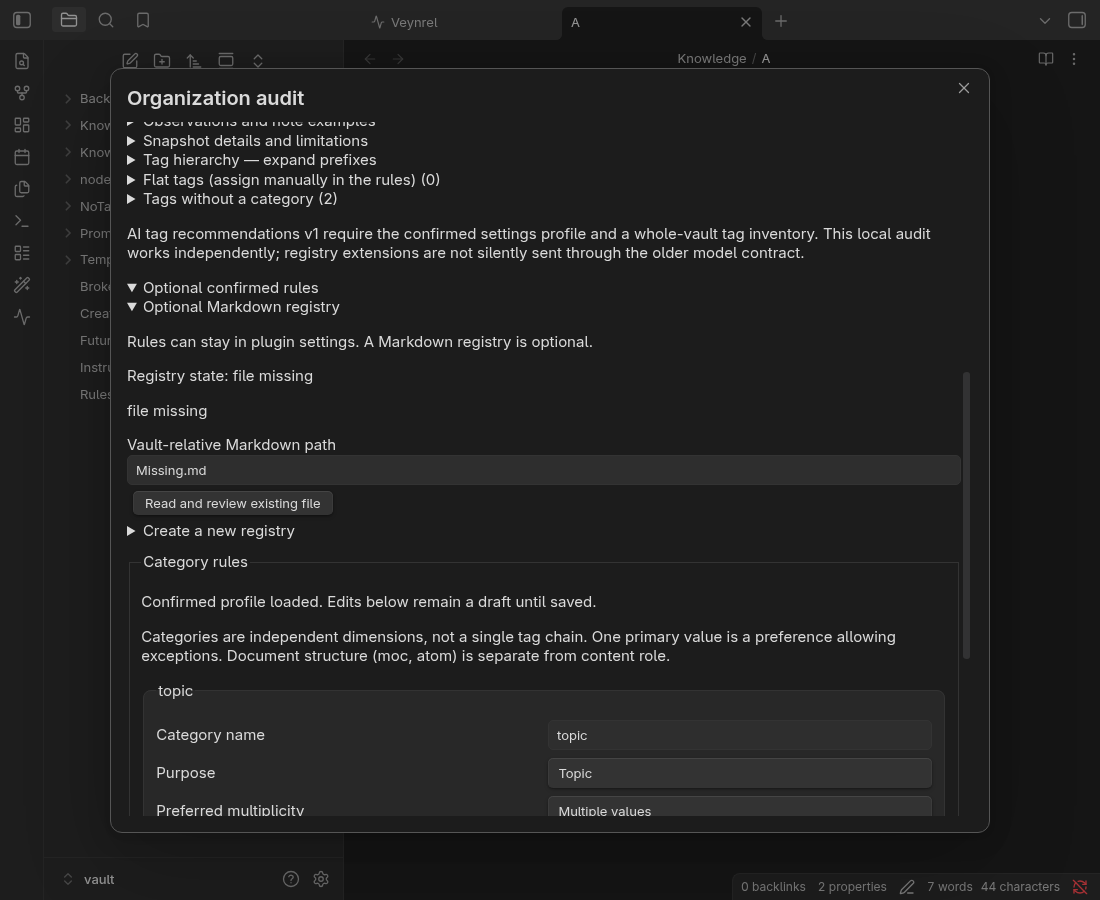 Veynrel
A
Knowledge / A
Back
Know
Know
node
NoTa
Prom
Temp
Broke
Crea
Futur
Instru
Rules
Organization audit
Observations and note examples
Snapshot details and limitations
Tag hierarchy — expand prefixes
Flat tags (assign manually in the rules) (0)
Tags without a category (2)
AI tag recommendations v1 require the confirmed settings profile and a whole-vault tag inventory. This local audit
works independently; registry extensions are not silently sent through the older model contract.
Optional confirmed rules
Optional Markdown registry
Rules can stay in plugin settings. A Markdown registry is optional.
Registry state: file missing
file missing
Vault-relative Markdown path
Missing.md
Read and review existing file
Create a new registry
Category rules
Confirmed profile loaded. Edits below remain a draft until saved.
Categories are independent dimensions, not a single tag chain. One primary value is a preference allowing
exceptions. Document structure (moc, atom) is separate from content role.
topic
Category name topic
Purpose Topic
Preferred multiplicity Multiple values
vault
0 backlinks 2 properties 7 words 44 characters